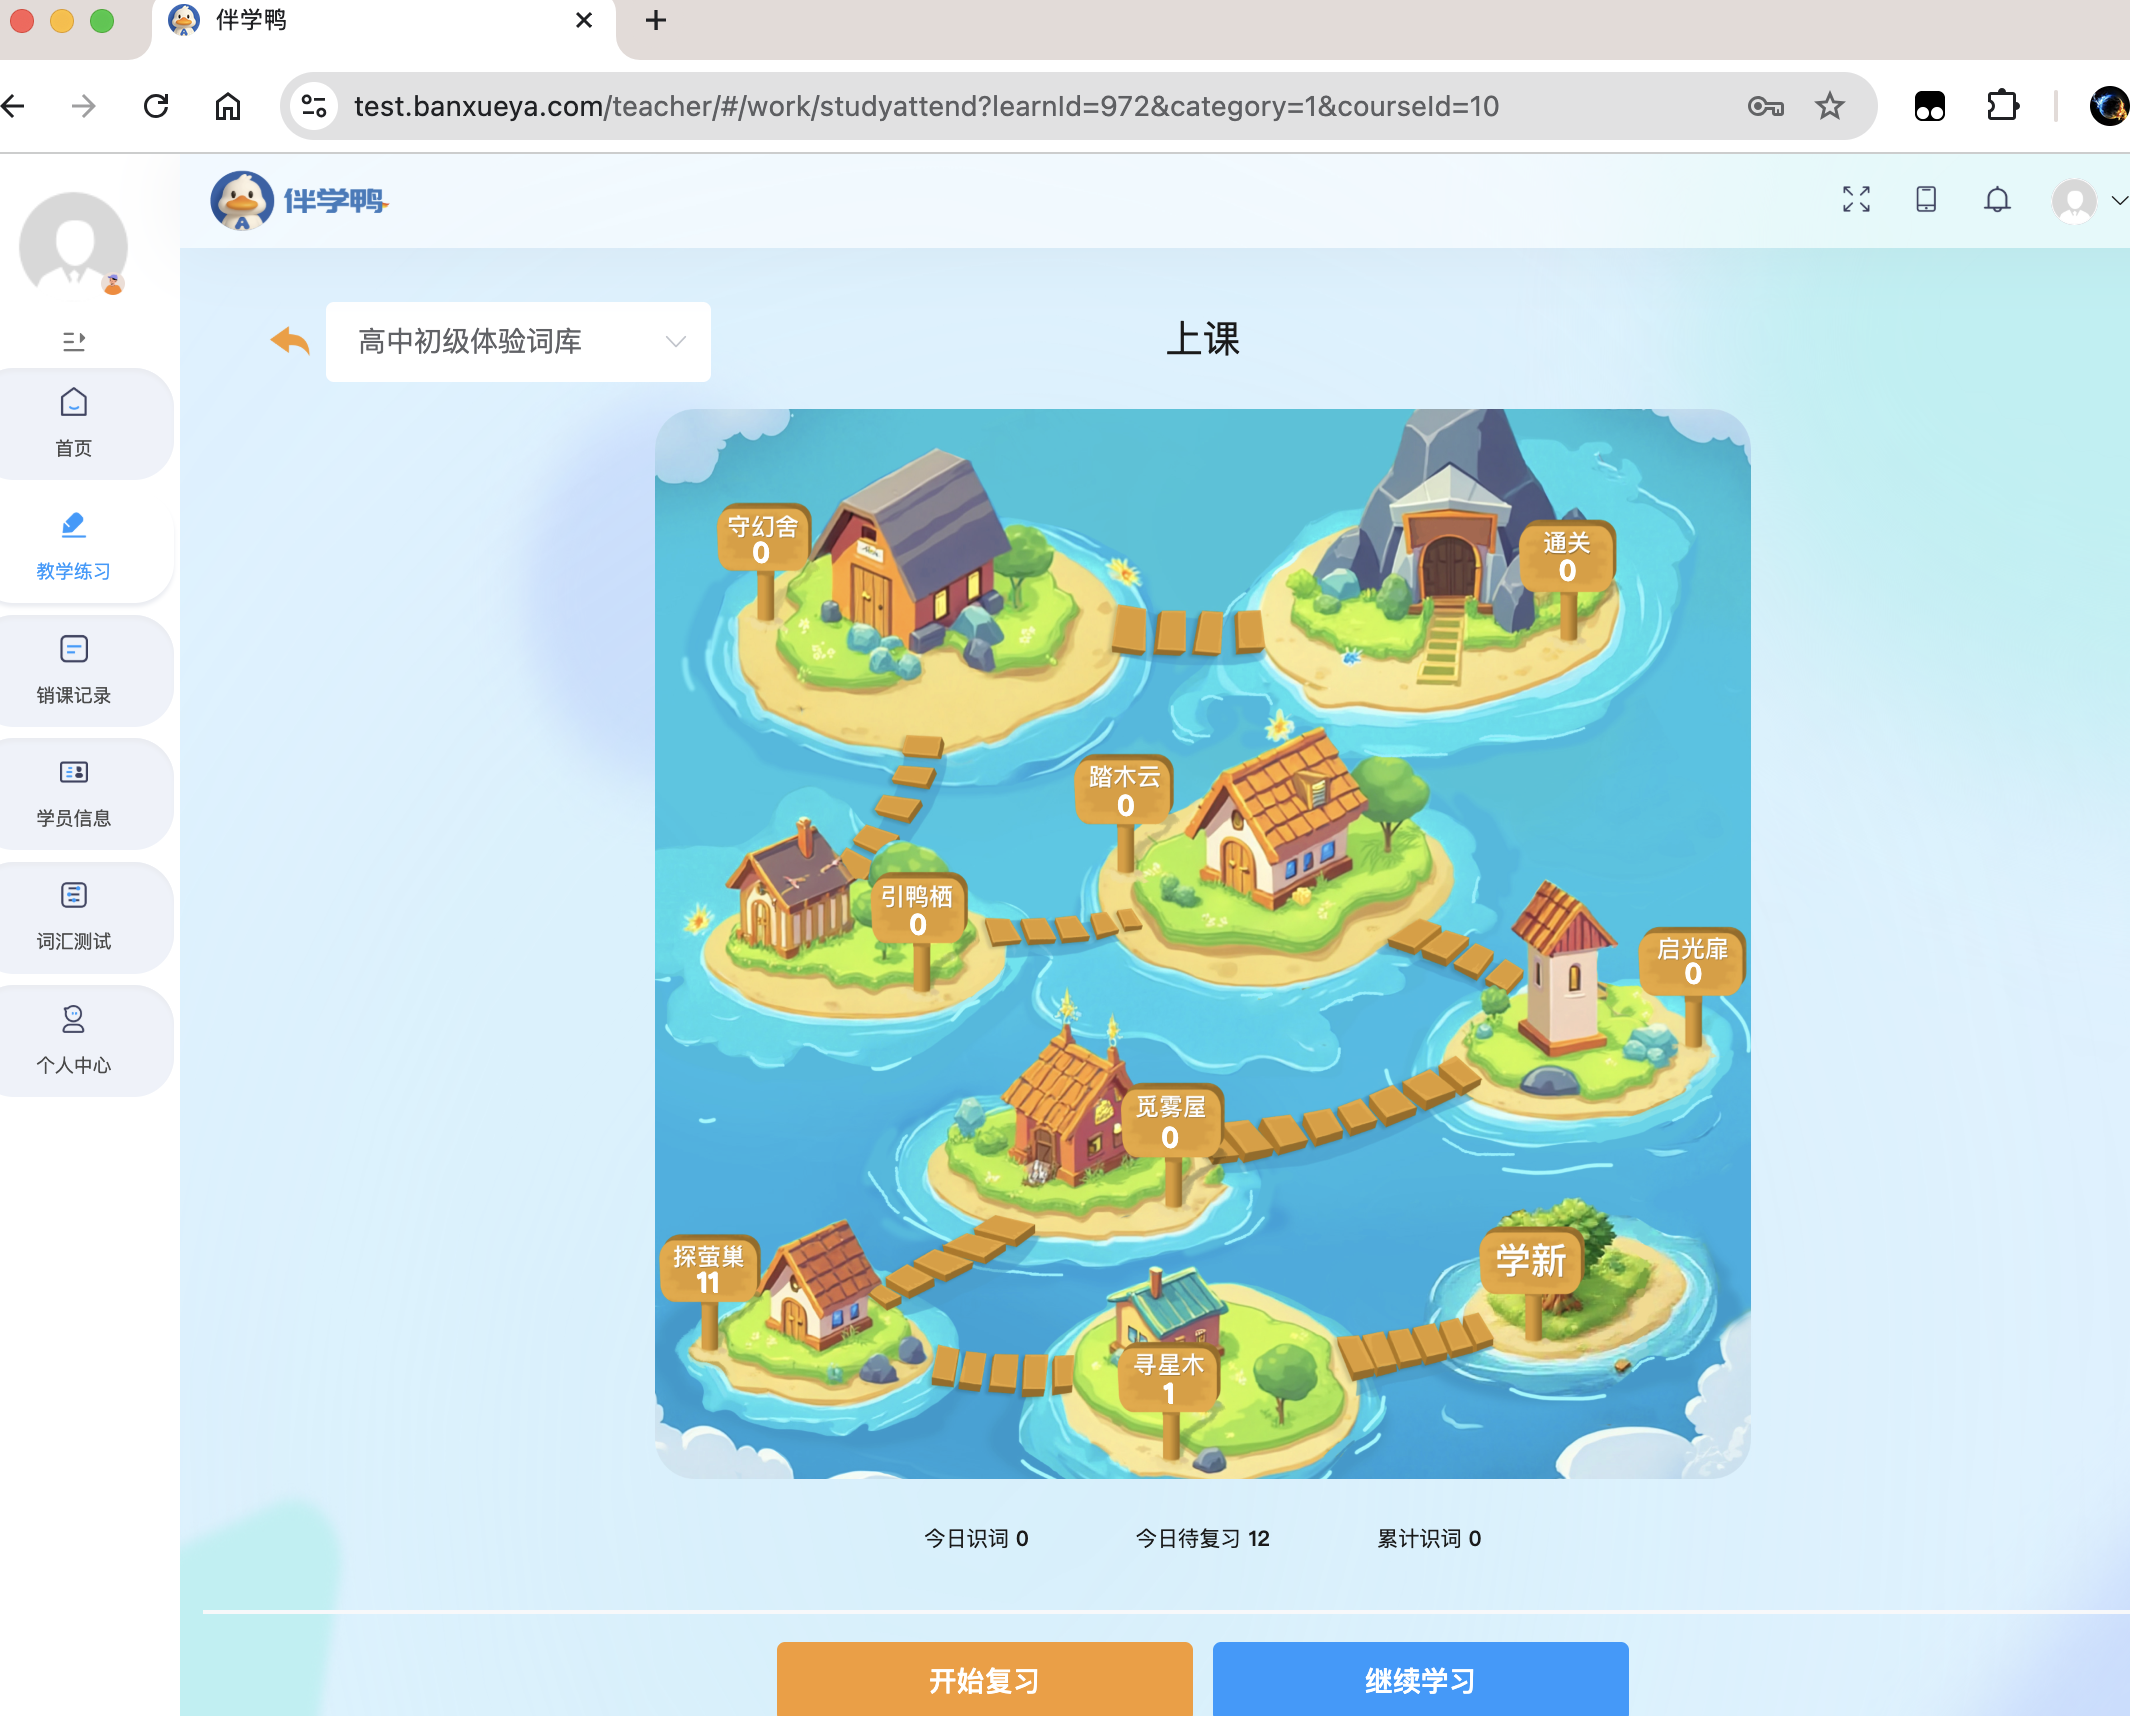 伴学鸭
test.banxueya.com/teacher/#/work/studyattend?learnId=972&category=1&courseId=10
伴学鸭
首页
教学练习
销课记录
学员信息
词汇测试
个人中心
高中初级体验词库
上课
守幻舍
0
通关
0
踏木云
0
引鸭栖
0
启光扉
0
觅雾屋
0
探萤巢
11
学新
寻星木
1
今日识词 0
今日待复习 12
累计识词 0
开始复习
继续学习